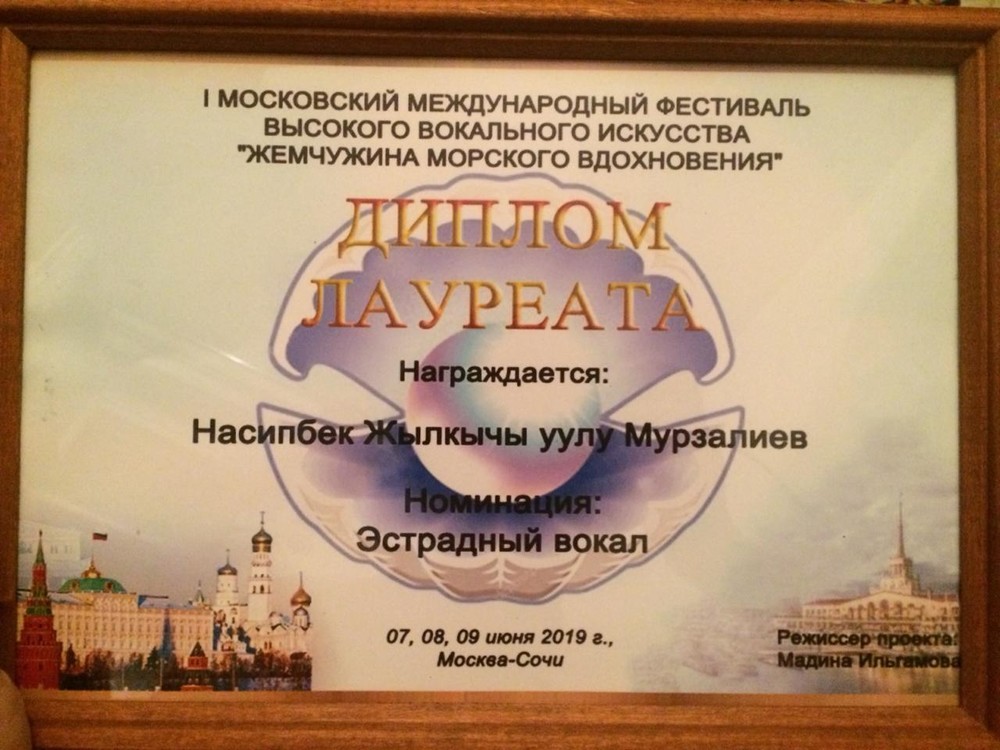 I МОСКОВСКИЙ МЕЖДУНАРОДНЫЙ ФЕСТИВАЛЬ
ВЫСОКОГО ВОКАЛЬНОГО ИСКУССТВА
"ЖЕМЧУЖИНА МОРСКОГО ВДОХНОВЕНИЯ"
ДИПЛОМ
ЛАУРЕАТА
Награждается:
Насипбек Жылкычы уулу Мурзалиев
Номинация:
Эстрадный вокал
07, 08, 09 июня 2019 г.,
Москва-Сочи
Режиссер проекта:
Мадина Ильгамова